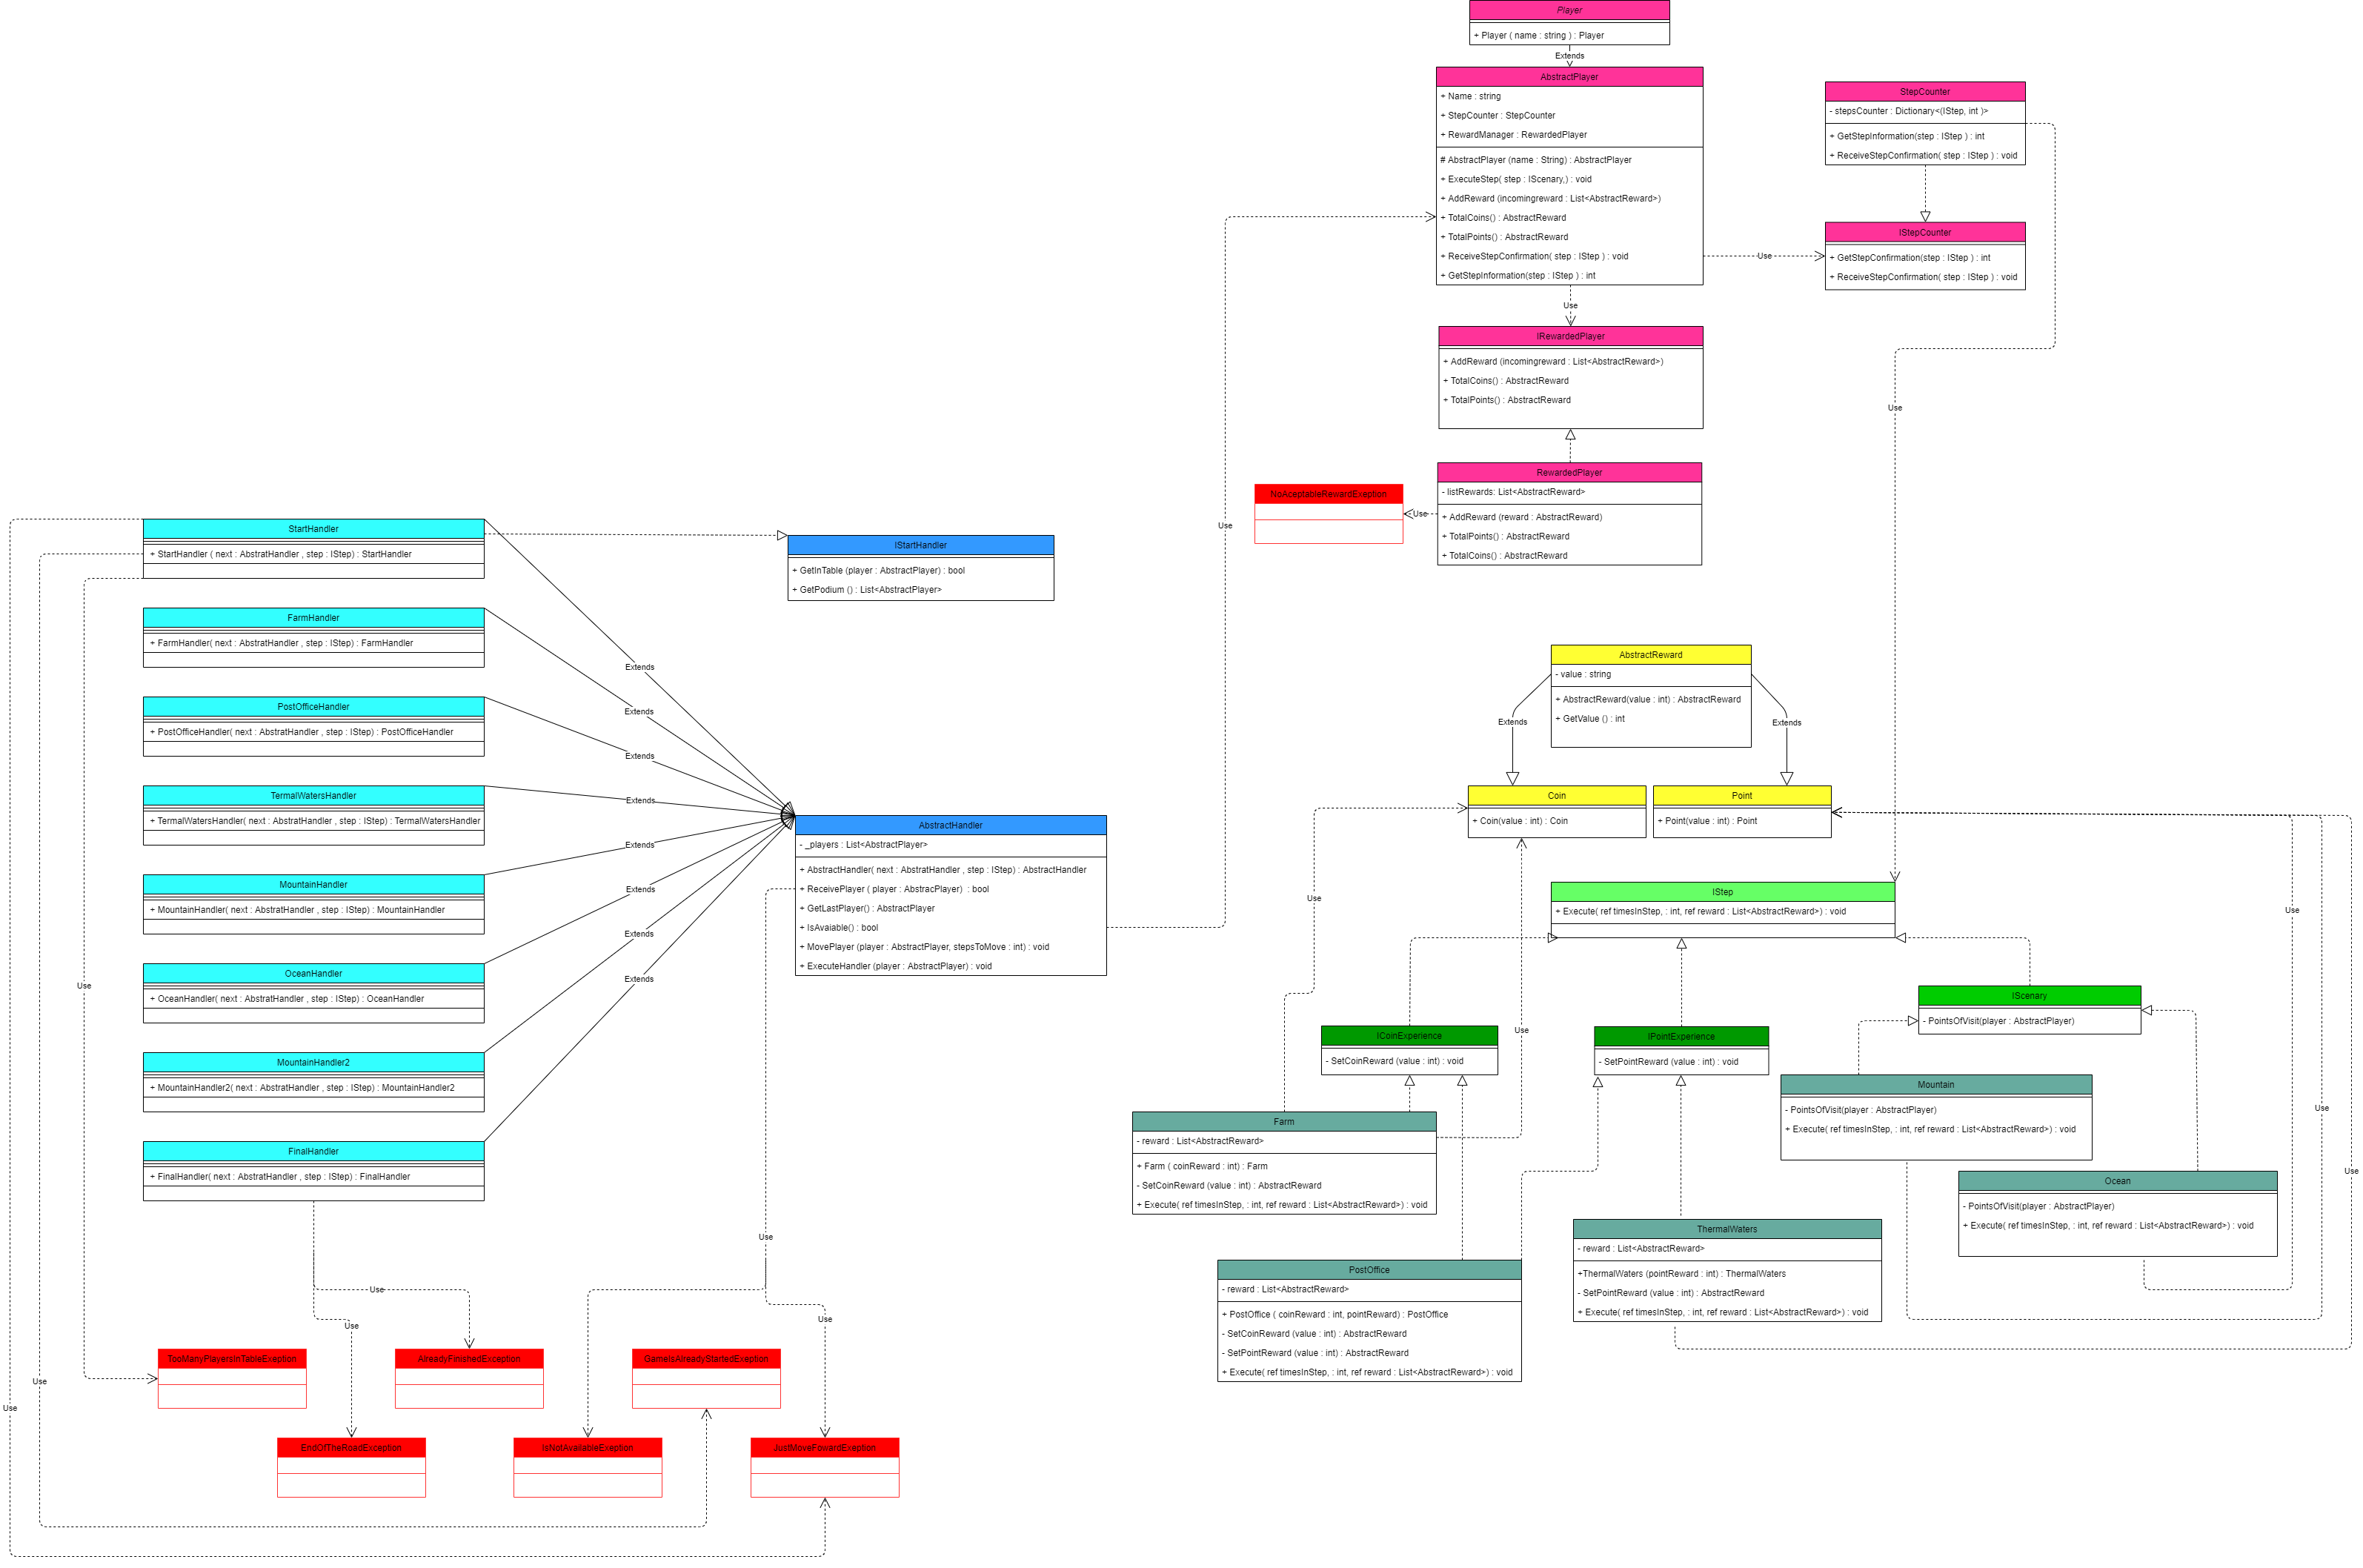 Player
+ Player ( name : string ) : Player
Extends
AbstractPlayer
+ Name : string
+ StepCounter : StepCounter
+ RewardManager : RewardedPlayer
# AbstractPlayer (name : String) : AbstractPlayer
+ ExecuteStep( step : IScenary,) : void
+ AddReward (incomingreward : List<AbstractReward>)
+ TotalCoins() : AbstractReward
+ TotalPoints() : AbstractReward
+ ReceiveStepConfirmation( step : IStep ) : void
+ GetStepInformation(step : IStep ) : int
StepCounter
- stepsCounter : Dictionary<(IStep, int )>
+ GetStepInformation(step : IStep ) : int
+ ReceiveStepConfirmation( step : IStep ) : void
IStepCounter
+ GetStepConfirmation(step : IStep ) : int
+ ReceiveStepConfirmation( step : IStep ) : void
Use
Use
Use
Use
IRewardedPlayer
+ AddReward (incomingreward : List<AbstractReward>)
+ TotalCoins() : AbstractReward
+ TotalPoints() : AbstractReward
RewardedPlayer
- listRewards: List<AbstractReward>
+ AddReward (reward : AbstractReward)
+ TotalPoints() : AbstractReward
+ TotalCoins() : AbstractReward
Use
NoAceptableRewardExeption
StartHandler
+ StartHandler ( next : AbstratHandler , step : IStep) : StartHandler
IStartHandler
+ GetInTable (player : AbstractPlayer) : bool
+ GetPodium () : List<AbstractPlayer>
FarmHandler
+ FarmHandler( next : AbstratHandler , step : IStep) : FarmHandler
PostOfficeHandler
+ PostOfficeHandler( next : AbstratHandler , step : IStep) : PostOfficeHandler
TermalWatersHandler
+ TermalWatersHandler( next : AbstratHandler , step : IStep) : TermalWatersHandler
MountainHandler
+ MountainHandler( next : AbstratHandler , step : IStep) : MountainHandler
OceanHandler
+ OceanHandler( next : AbstratHandler , step : IStep) : OceanHandler
MountainHandler2
+ MountainHandler2( next : AbstratHandler , step : IStep) : MountainHandler2
FinalHandler
+ FinalHandler( next : AbstratHandler , step : IStep) : FinalHandler
Extends
Extends
Extends
Extends
Extends
Extends
Extends
Extends
AbstractHandler
- _players : List<AbstractPlayer>
+ AbstractHandler( next : AbstratHandler , step : IStep) : AbstractHandler
+ ReceivePlayer ( player : AbstracPlayer) : bool
+ GetLastPlayer() : AbstractPlayer
+ IsAvaiable() : bool
+ MovePlayer (player : AbstractPlayer, stepsToMove : int) : void
+ ExecuteHandler (player : AbstractPlayer) : void
AbstractReward
- value : string
+ AbstractReward(value : int) : AbstractReward
+ GetValue () : int
Extends
Extends
Coin
+ Coin(value : int) : Coin
Point
+ Point(value : int) : Point
Use
Use
IStep
+ Execute( ref timesInStep, : int, ref reward : List<AbstractReward>) : void
Use
Use
Use
ICoinExperience
- SetCoinReward (value : int) : void
IPointExperience
- SetPointReward (value : int) : void
IScenary
- PointsOfVisit(player : AbstractPlayer)
Mountain
- PointsOfVisit(player : AbstractPlayer)
+ Execute( ref timesInStep, : int, ref reward : List<AbstractReward>) : void
Farm
- reward : List<AbstractReward>
+ Farm ( coinReward : int) : Farm
- SetCoinReward (value : int) : AbstractReward
+ Execute( ref timesInStep, : int, ref reward : List<AbstractReward>) : void
Ocean
- PointsOfVisit(player : AbstractPlayer)
+ Execute( ref timesInStep, : int, ref reward : List<AbstractReward>) : void
ThermalWaters
- reward : List<AbstractReward>
+ThermalWaters (pointReward : int) : ThermalWaters
- SetPointReward (value : int) : AbstractReward
+ Execute( ref timesInStep, : int, ref reward : List<AbstractReward>) : void
PostOffice
- reward : List<AbstractReward>
+ PostOffice ( coinReward : int, pointReward) : PostOffice
- SetCoinReward (value : int) : AbstractReward
- SetPointReward (value : int) : AbstractReward
+ Execute( ref timesInStep, : int, ref reward : List<AbstractReward>) : void
Use
Use
Use
Use
Use
Use
Use
Use
TooManyPlayersInTableExeption
AlreadyFinishedException
GameIsAlreadyStartedExeption
EndOfTheRoadException
IsNotAvailableExeption
JustMoveFowardExeption